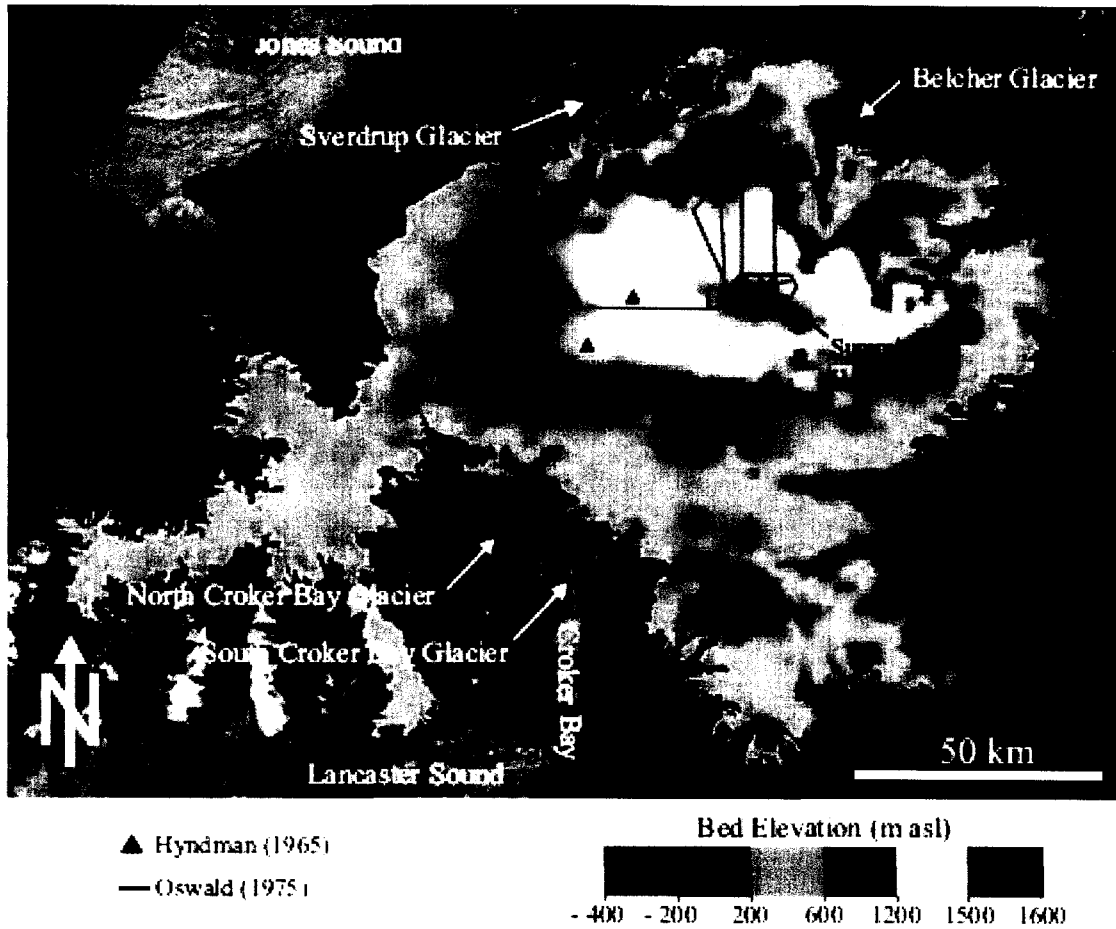 Jones Sound
Belcher Glacier
Sverdrup Glacier
North Croker Bay Glacier
South Croker Bay Glacier
Croker Bay
N
50 km
Lancaster Sound
Bed Elevation (m asl)
▲ Hyndman (1965)
— Oswald (1975)
- 400 - 200 200 600 1200 1500 1600